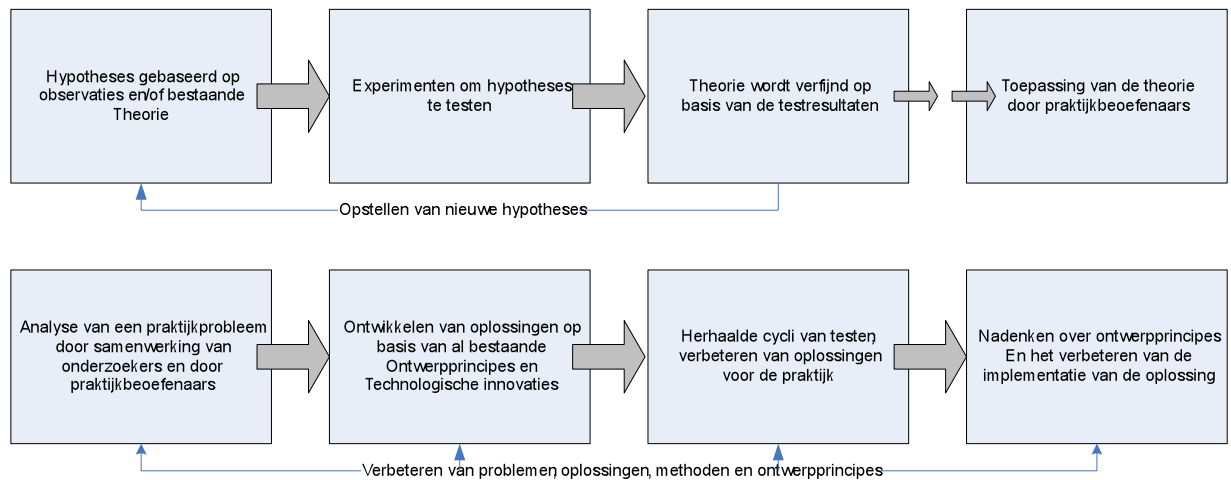 Hypotheses gebaseerd op
observaties en/of bestaande
Theorie
Experimenten om hypotheses
te testen
Theorie wordt verfijnd op
basis van de testresultaten
Toepassing van de theorie
door praktijkbeoefenaars
Opstellen van nieuwe hypotheses
Analyse van een praktijkprobleem
door samenwerking van
onderzoekers en door
praktijkbeoefenaars
Ontwikkelen van oplossingen op
basis van al bestaande
Ontwerpprincipes en
Technologische innovaties
Herhaalde cycli van testen,
verbeteren van oplossingen
voor de praktijk
Nadenken over ontwerpprincipes
En het verbeteren van de
implementatie van de oplossing
Verbeteren van problemen, oplossingen, methoden en ontwerpprincipes